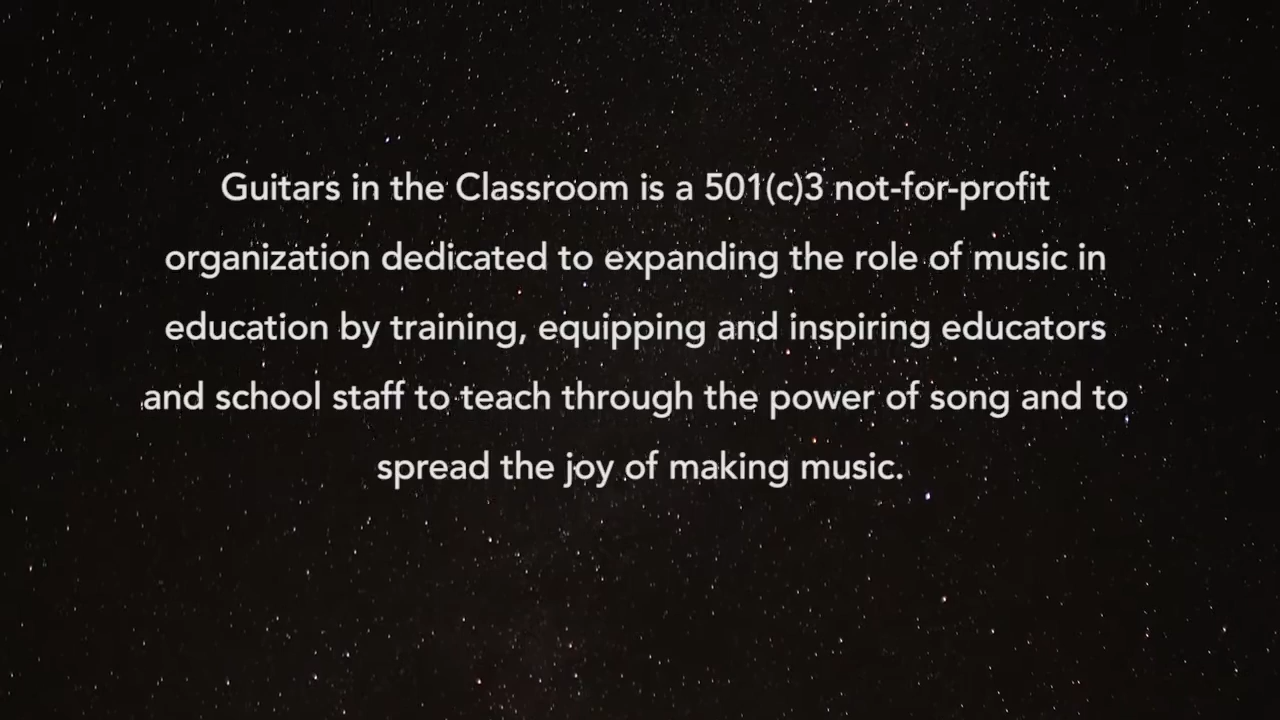 Guitars in the Classroom is a 501(c)3 not-for-profit
organization dedicated to expanding the role of music in
education by training, equipping and inspiring educators
and school staff to teach through the power of song and to
spread the joy of making music.